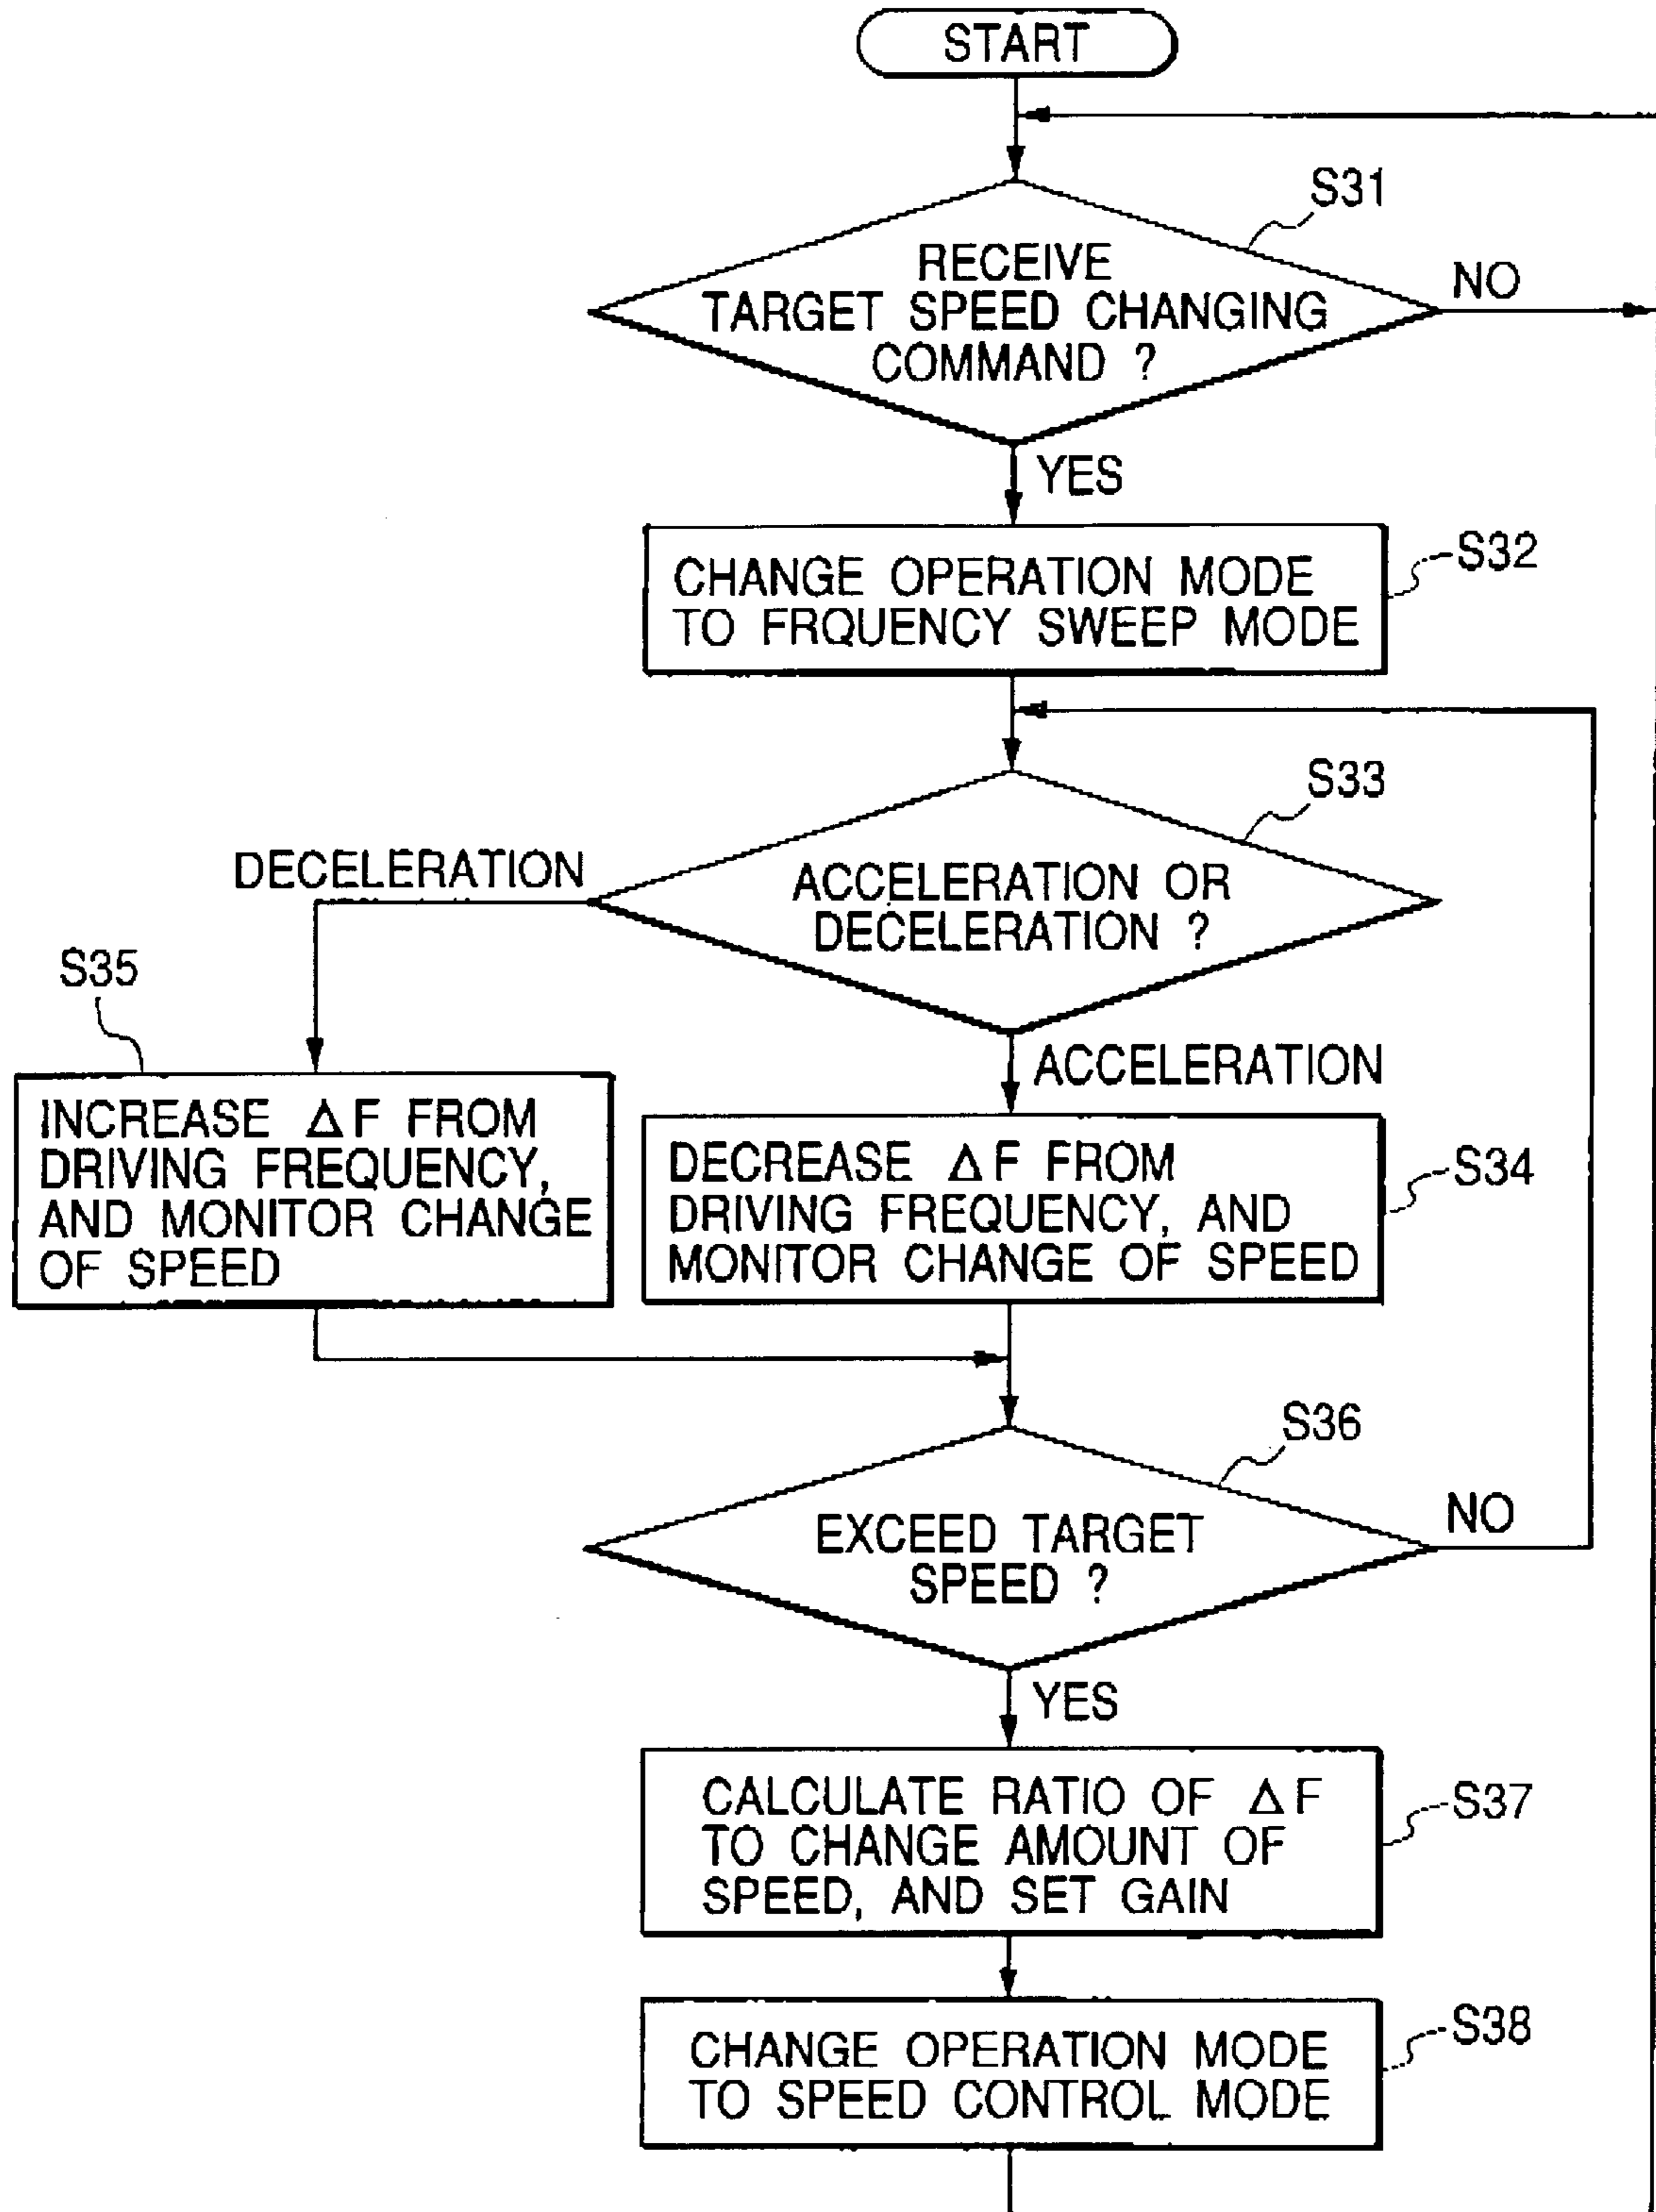 START
S31
RECEIVE
TARGET SPEED CHANGING
COMMAND ?
NO
YES
S32
CHANGE OPERATION MODE
TO FRQUENCY SWEEP MODE
S33
DECELERATION
ACCELERATION OR
DECELERATION ?
S35
ACCELERATION
INCREASE ΔF FROM
DRIVING FREQUENCY,
AND MONITOR CHANGE
OF SPEED
DECREASE ΔF FROM
DRIVING FREQUENCY, AND
MONITOR CHANGE OF SPEED
S34
S36
EXCEED TARGET
SPEED ?
NO
YES
CALCULATE RATIO OF ΔF
TO CHANGE AMOUNT OF
SPEED, AND SET GAIN
S37
CHANGE OPERATION MODE
TO SPEED CONTROL MODE
S38